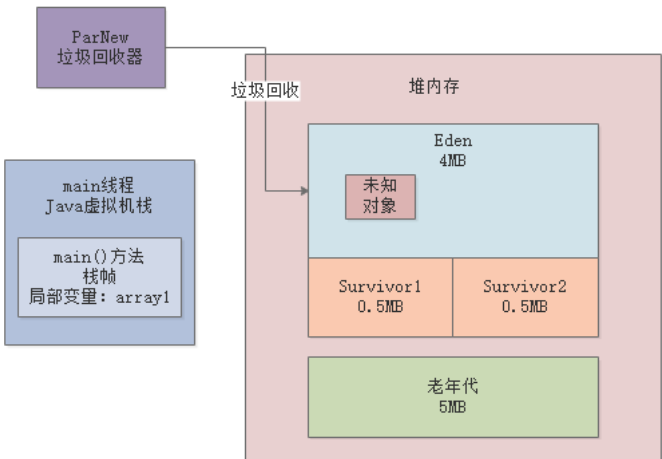 ParNew
垃圾回收器
垃圾回收
堆内存
Eden
4MB
未知
对象
main线程
Java虚拟机栈
main()方法
栈帧
局部变量: array1
Survivor1
0.5MB
Survivor2
0.5MB
老年代
5MB